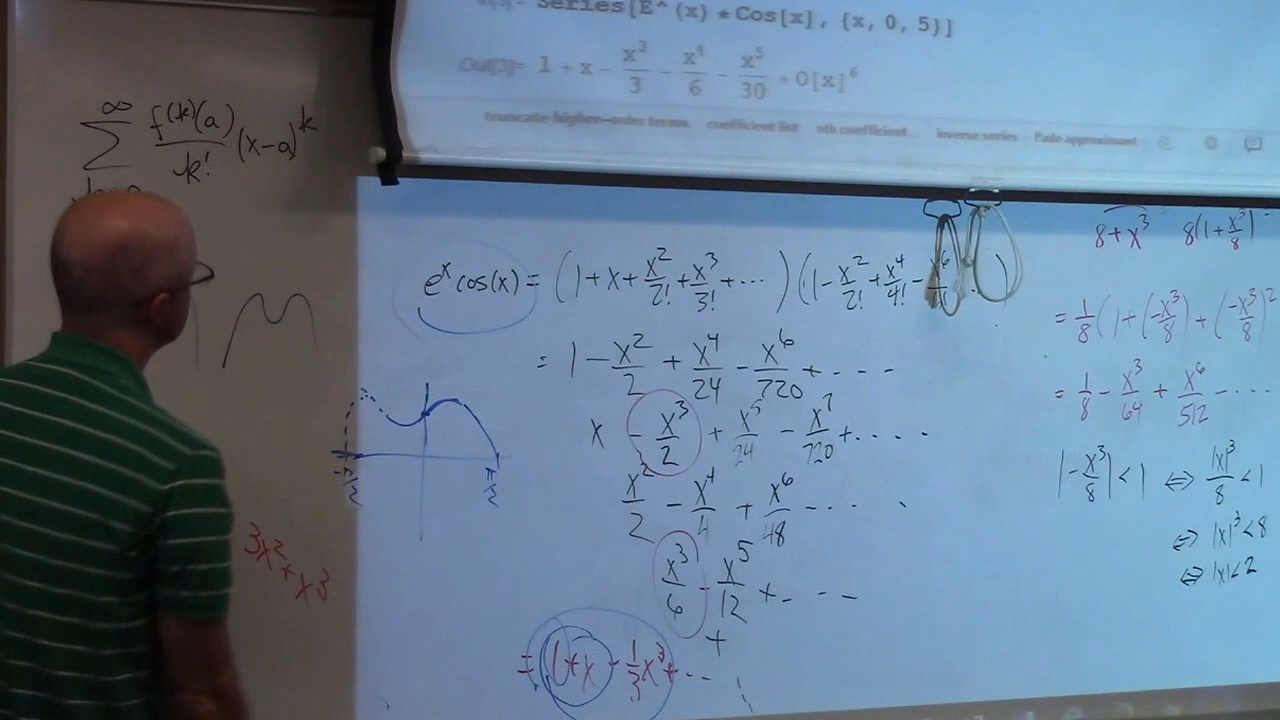 Series[E^(x)*Cos[x], {x, 0, 5}]
Out[3]= 1 + x - x^3/3 - x^4/6 - x^5/30 + O[x]^6
truncate higher-order terms coefficient list nth coefficient... inverse series Pade approximant
∑ ∞ f^(k)(a)/k! (x-a)^k
e^x cos(x) = (1 + x + x^2/2! + x^3/3! + ⋯) (1 - x^2/2! + x^4/4! -
= 1 - x^2/2 + x^4/24 - x^6/720 + ----
x - x^3/2 + x^5/24 - x^7/720 + ....
x^2/2 - x^4/4 + x^6/48 - ---
x^3/6 - x^5/12 + - --
+
= 1 + x - 1/3 x^3 + --
-π/2 π/2
3x^2 + x^3
8+x^3 8(1+x^3/8)
= 1/8 (1 + (-x^3/8) + (-x^3/8)^2
= 1/8 - x^3/64 + x^6/512 - ----
|-x^3/8| < 1 ⇔ |x|^3/8 < 1
⇔ |x|^3 < 8
⇔ |x| < 2